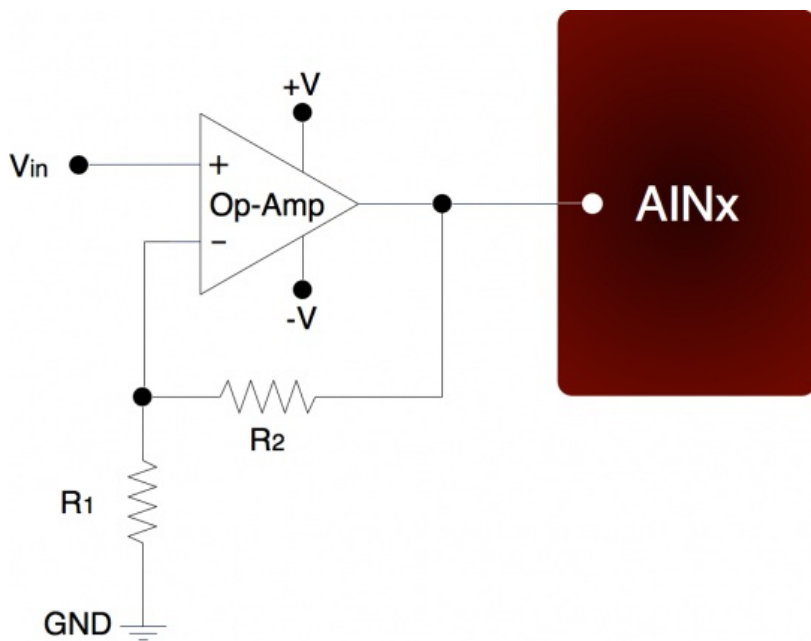 +V
Vin
+
Op-Amp
AINx
−
-V
R2
R1
GND